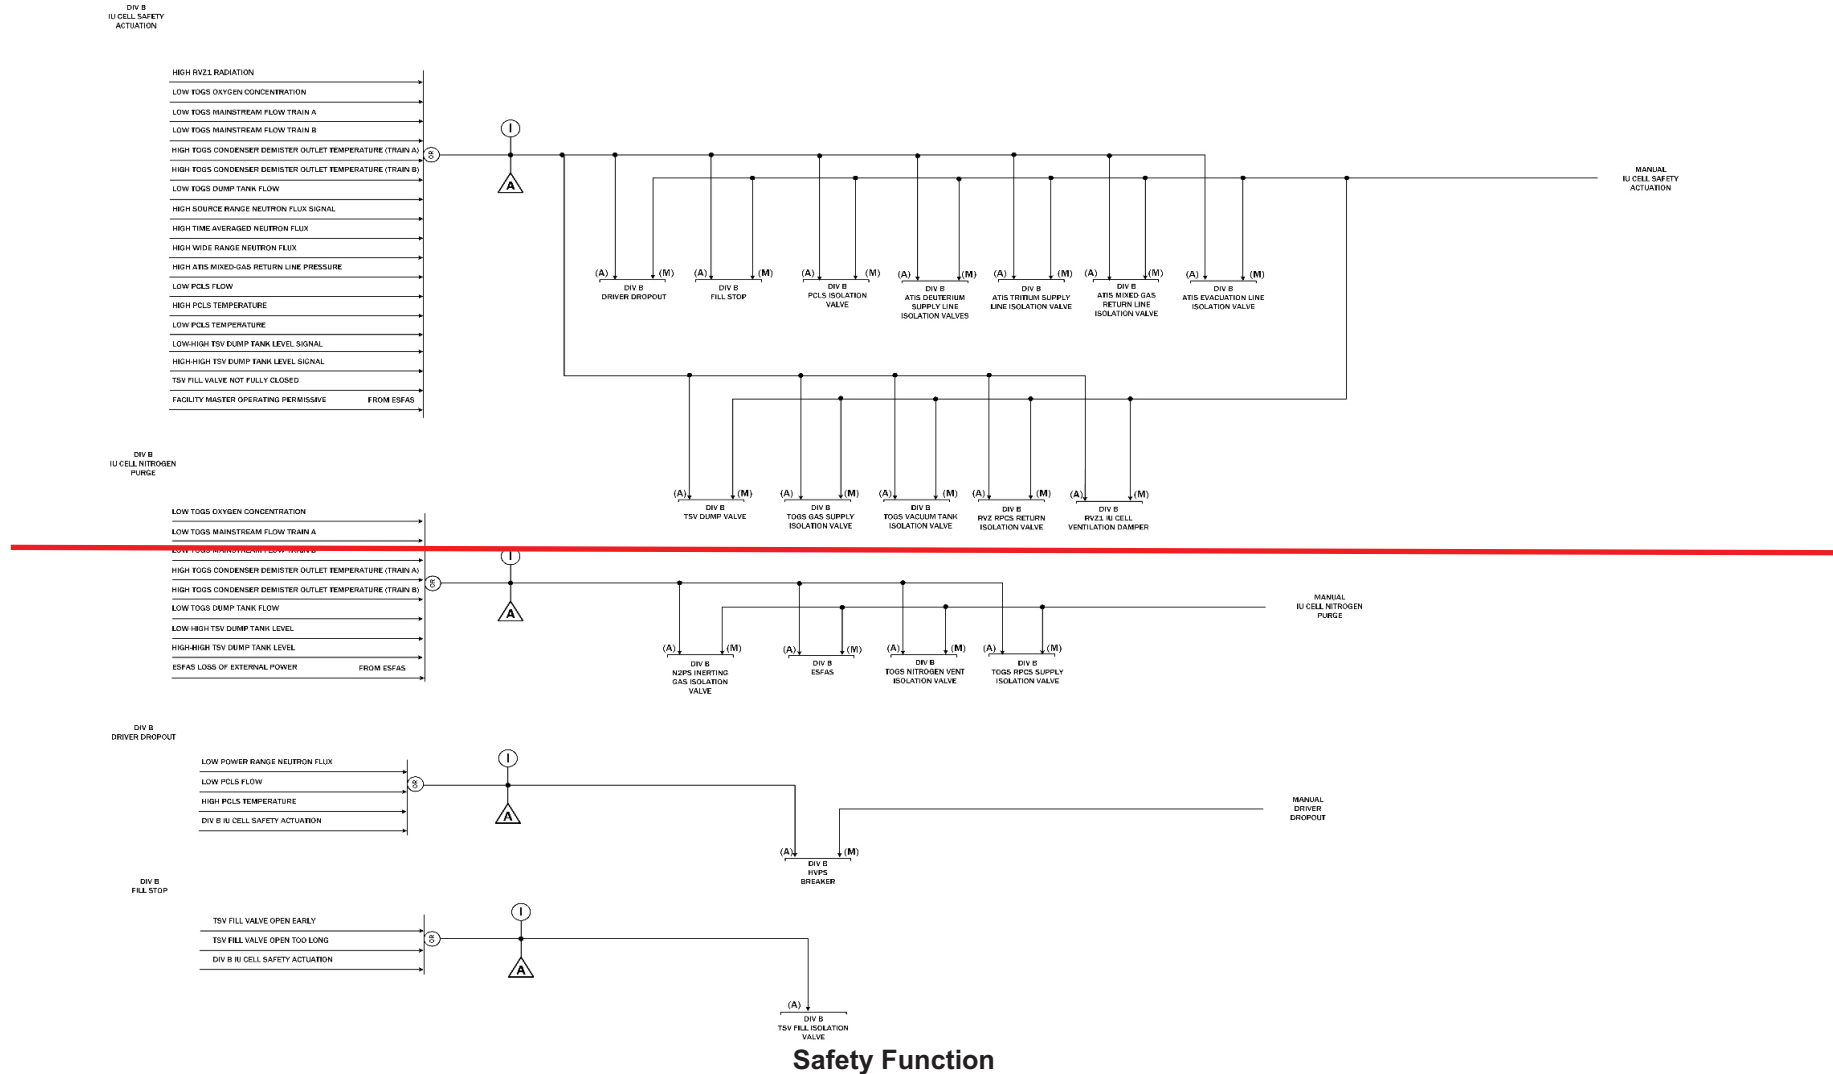 DIV B
IU CELL SAFETY
ACTUATION
HIGH RVZ1 RADIATION
LOW TOGS OXYGEN CONCENTRATION
LOW TOGS MAINSTREAM FLOW TRAIN A
LOW TOGS MAINSTREAM FLOW TRAIN B
HIGH TOGS CONDENSER DEMISTER OUTLET TEMPERATURE (TRAIN A)
HIGH TOGS CONDENSER DEMISTER OUTLET TEMPERATURE (TRAIN B)
LOW TOGS DUMP TANK FLOW
HIGH SOURCE RANGE NEUTRON FLUX SIGNAL
HIGH TIME AVERAGED NEUTRON FLUX
HIGH WIDE RANGE NEUTRON FLUX
HIGH ATIS MIXED-GAS RETURN LINE PRESSURE
LOW PCLS FLOW
HIGH PCLS TEMPERATURE
LOW PCLS TEMPERATURE
LOW-HIGH TSV DUMP TANK LEVEL SIGNAL
HIGH-HIGH TSV DUMP TANK LEVEL SIGNAL
TSV FILL VALVE NOT FULLY CLOSED
FACILITY MASTER OPERATING PERMISSIVE FROM ESFAS
OR
I
A
MANUAL
IU CELL SAFETY
ACTUATION
(A) (M)
DIV B
DRIVER DROPOUT
(A) (M)
DIV B
FILL STOP
(A) (M)
DIV B
PCLS ISOLATION
VALVE
(A) (M)
DIV B
ATIS DEUTERIUM
SUPPLY LINE
ISOLATION VALVES
(A) (M)
DIV B
ATIS TRITIUM SUPPLY
LINE ISOLATION VALVE
(A) (M)
DIV B
ATIS MIXED-GAS
RETURN LINE
ISOLATION VALVE
(A) (M)
DIV B
ATIS EVACUATION LINE
ISOLATION VALVE
(A) (M)
DIV B
TSV DUMP VALVE
(A) (M)
DIV B
TOGS GAS SUPPLY
ISOLATION VALVE
(A) (M)
DIV B
TOGS VACUUM TANK
ISOLATION VALVE
(A) (M)
DIV B
RVZ RPCS RETURN
ISOLATION VALVE
(A) (M)
DIV B
RVZ1 IU CELL
VENTILATION DAMPER
DIV B
IU CELL NITROGEN
PURGE
LOW TOGS OXYGEN CONCENTRATION
LOW TOGS MAINSTREAM FLOW TRAIN A
LOW TOGS MAINSTREAM FLOW TRAIN B
HIGH TOGS CONDENSER DEMISTER OUTLET TEMPERATURE (TRAIN A)
HIGH TOGS CONDENSER DEMISTER OUTLET TEMPERATURE (TRAIN B)
LOW TOGS DUMP TANK FLOW
LOW-HIGH TSV DUMP TANK LEVEL
HIGH-HIGH TSV DUMP TANK LEVEL
ESFAS LOSS OF EXTERNAL POWER FROM ESFAS
OR
I
A
MANUAL
IU CELL NITROGEN
PURGE
(A) (M)
DIV B
N2PS INERTING
GAS ISOLATION
VALVE
(A) (M)
DIV B
ESFAS
(A) (M)
DIV B
TOGS NITROGEN VENT
ISOLATION VALVE
(A) (M)
DIV B
TOGS RPCS SUPPLY
ISOLATION VALVE
DIV B
DRIVER DROPOUT
LOW POWER RANGE NEUTRON FLUX
LOW PCLS FLOW
HIGH PCLS TEMPERATURE
DIV B IU CELL SAFETY ACTUATION
OR
I
A
MANUAL
DRIVER
DROPOUT
(A) (M)
DIV B
HVPS
BREAKER
DIV B
FILL STOP
TSV FILL VALVE OPEN EARLY
TSV FILL VALVE OPEN TOO LONG
DIV B IU CELL SAFETY ACTUATION
OR
I
A
(A)
DIV B
TSV FILL ISOLATION
VALVE
Safety Function